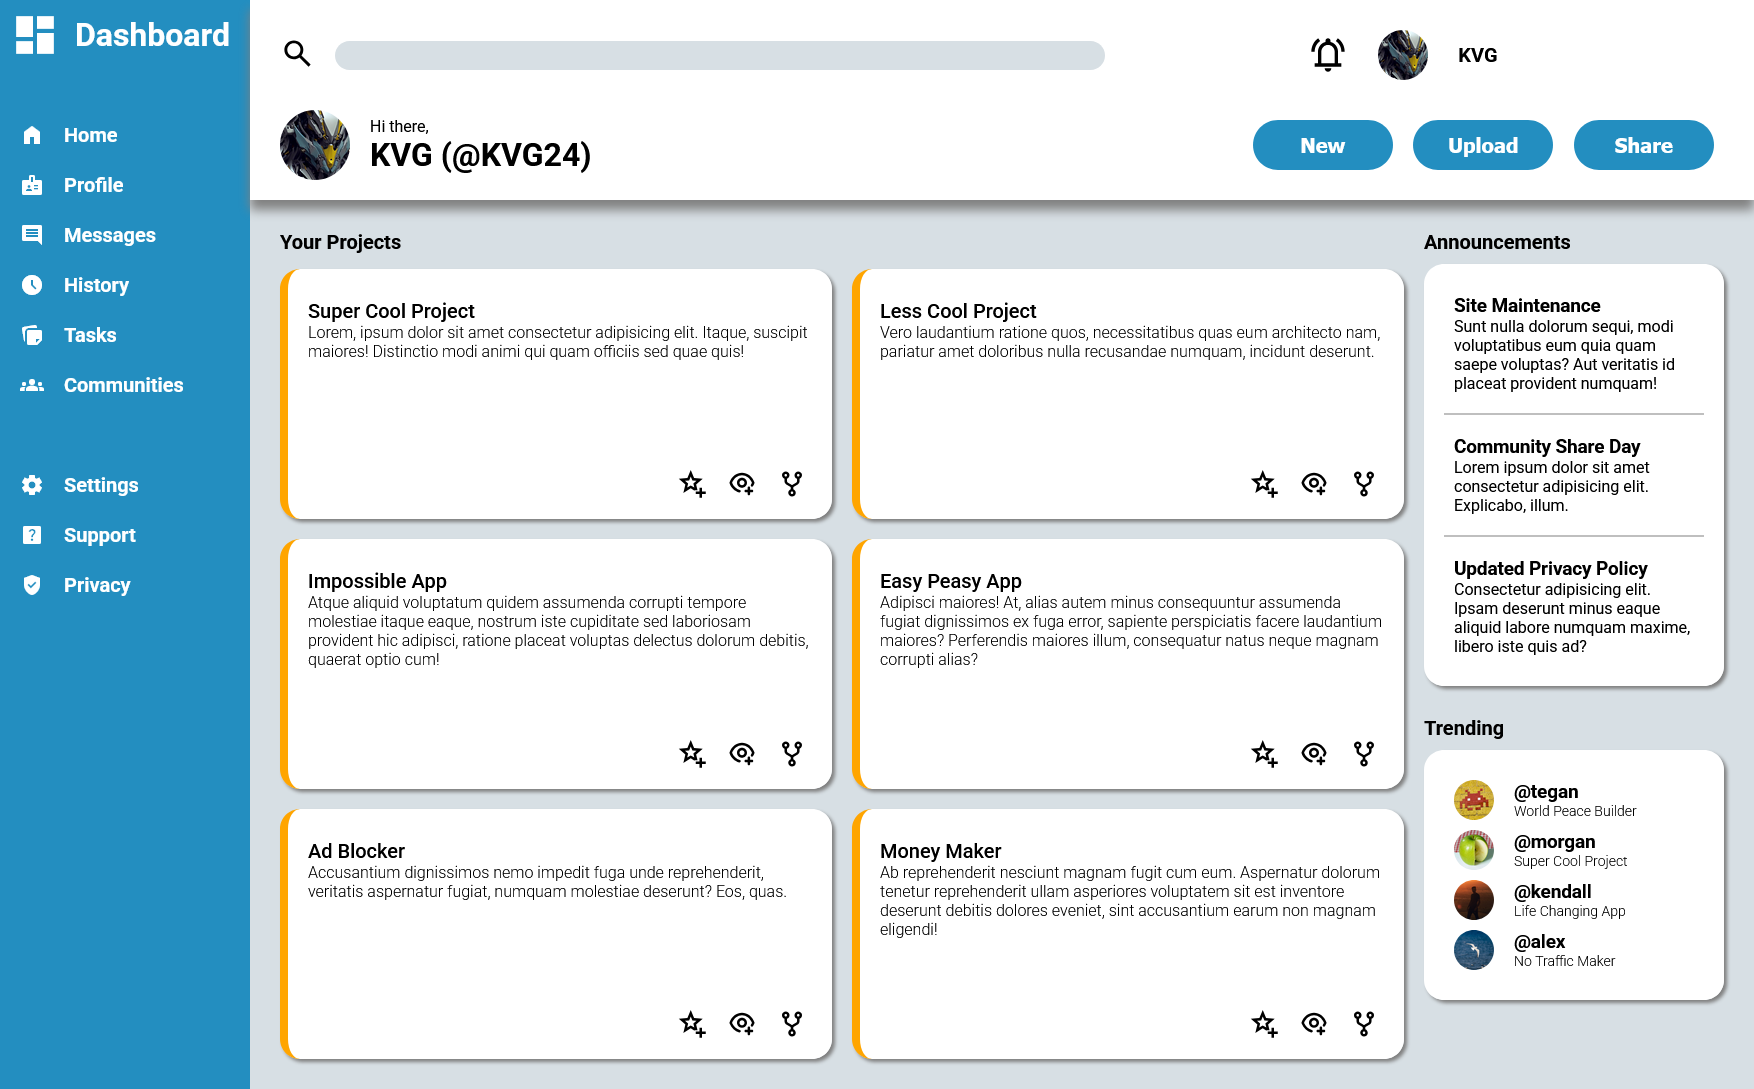 Dashboard
Home
Profile
Messages
History
Tasks
Communities
Settings
Support
Privacy
KVG
Hi there,
KVG (@KVG24)
New
Upload
Share
Your Projects
Super Cool Project
Lorem, ipsum dolor sit amet consectetur adipisicing elit. Itaque, suscipit
maiores! Distinctio modi animi qui quam officiis sed quae quis!
Less Cool Project
Vero laudantium ratione quos, necessitatibus quas eum architecto nam,
pariatur amet doloribus nulla recusandae numquam, incidunt deserunt.
Impossible App
Atque aliquid voluptatum quidem assumenda corrupti tempore
molestiae itaque eaque, nostrum iste cupiditate sed laboriosam
provident hic adipisci, ratione placeat voluptas delectus dolorum debitis,
quaerat optio cum!
Easy Peasy App
Adipisci maiores! At, alias autem minus consequuntur assumenda
fugiat dignissimos ex fuga error, sapiente perspiciatis facere laudantium
maiores? Perferendis maiores illum, consequatur natus neque magnam
corrupti alias?
Ad Blocker
Accusantium dignissimos nemo impedit fuga unde reprehenderit,
veritatis aspernatur fugiat, numquam molestiae deserunt? Eos, quas.
Money Maker
Ab reprehenderit nesciunt magnam fugit cum eum. Aspernatur dolorum
tenetur reprehenderit ullam asperiores voluptatem sit est inventore
deserunt debitis dolores eveniet, sint accusantium earum non magnam
eligendi!
Announcements
Site Maintenance
Sunt nulla dolorum sequi, modi
voluptatibus eum quia quam
saepe voluptas? Aut veritatis id
placeat provident numquam!
Community Share Day
Lorem ipsum dolor sit amet
consectetur adipisicing elit.
Explicabo, illum.
Updated Privacy Policy
Consectetur adipisicing elit.
Ipsam deserunt minus eaque
aliquid labore numquam maxime,
libero iste quis ad?
Trending
@tegan
World Peace Builder
@morgan
Super Cool Project
@kendall
Life Changing App
@alex
No Traffic Maker